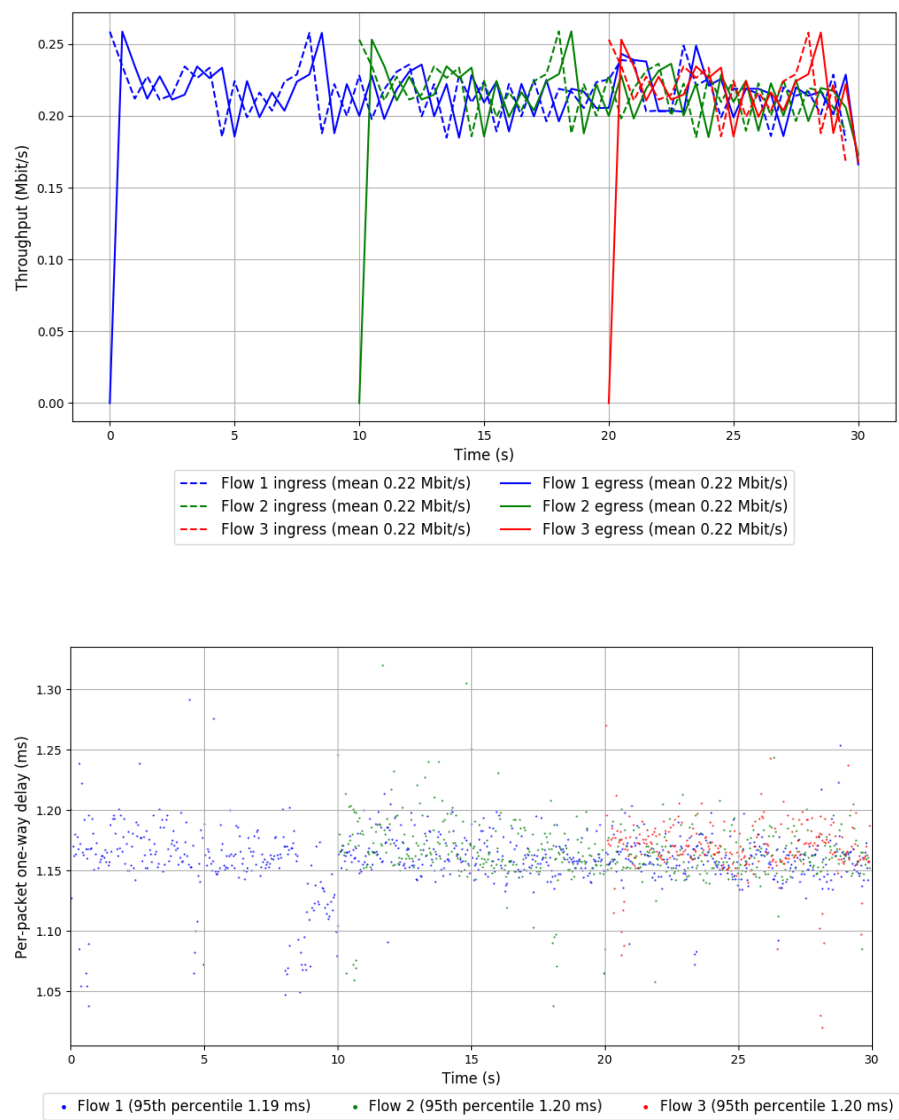 0.25
0.20
0.15
0.10
0.05
0.00
Throughput (Mbit/s)
0 5 10 15 20 25 30
Time (s)
Flow 1 ingress (mean 0.22 Mbit/s) Flow 1 egress (mean 0.22 Mbit/s)
Flow 2 ingress (mean 0.22 Mbit/s) Flow 2 egress (mean 0.22 Mbit/s)
Flow 3 ingress (mean 0.22 Mbit/s) Flow 3 egress (mean 0.22 Mbit/s)
1.30
1.25
1.20
1.15
1.10
1.05
Per-packet one-way delay (ms)
0 5 10 15 20 25 30
Time (s)
Flow 1 (95th percentile 1.19 ms) Flow 2 (95th percentile 1.20 ms) Flow 3 (95th percentile 1.20 ms)